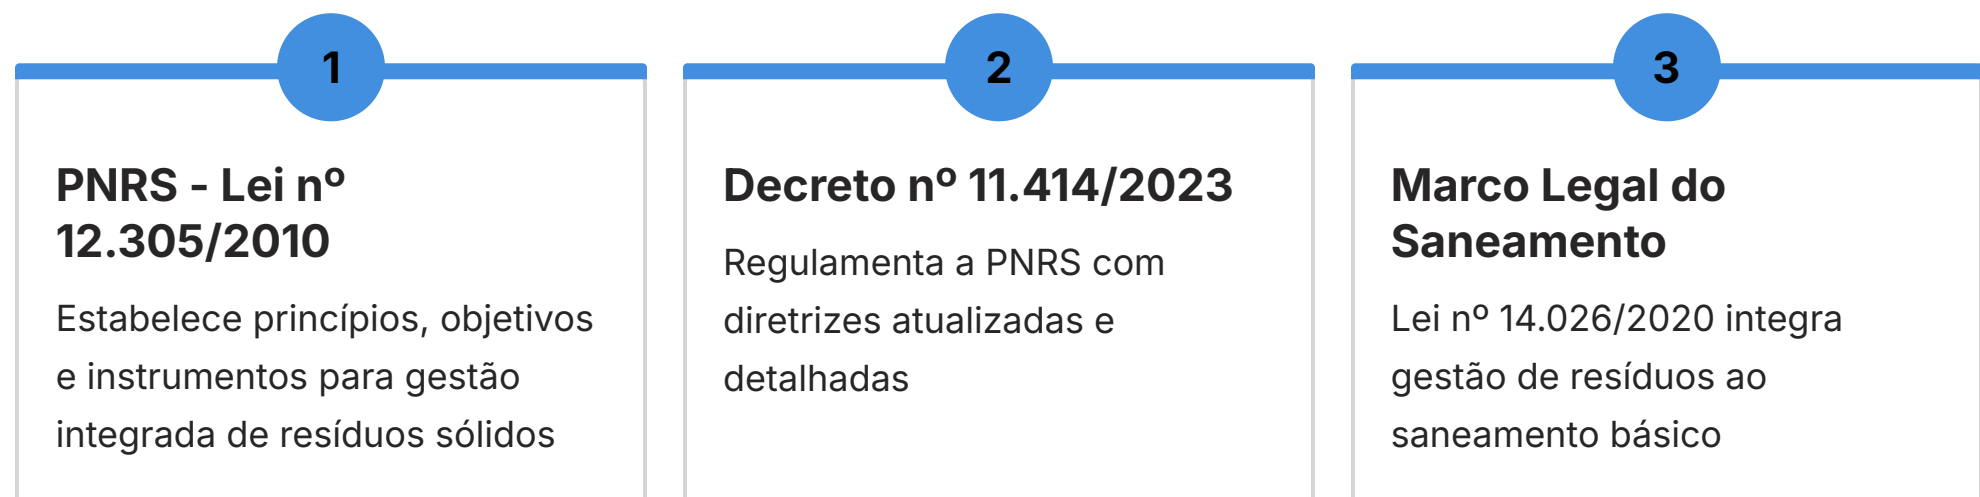 1
PNRS - Lei nº
12.305/2010
Estabelece princípios, objetivos
e instrumentos para gestão
integrada de resíduos sólidos
2
Decreto nº 11.414/2023
Regulamenta a PNRS com
diretrizes atualizadas e
detalhadas
3
Marco Legal do
Saneamento
Lei nº 14.026/2020 integra
gestão de resíduos ao
saneamento básico